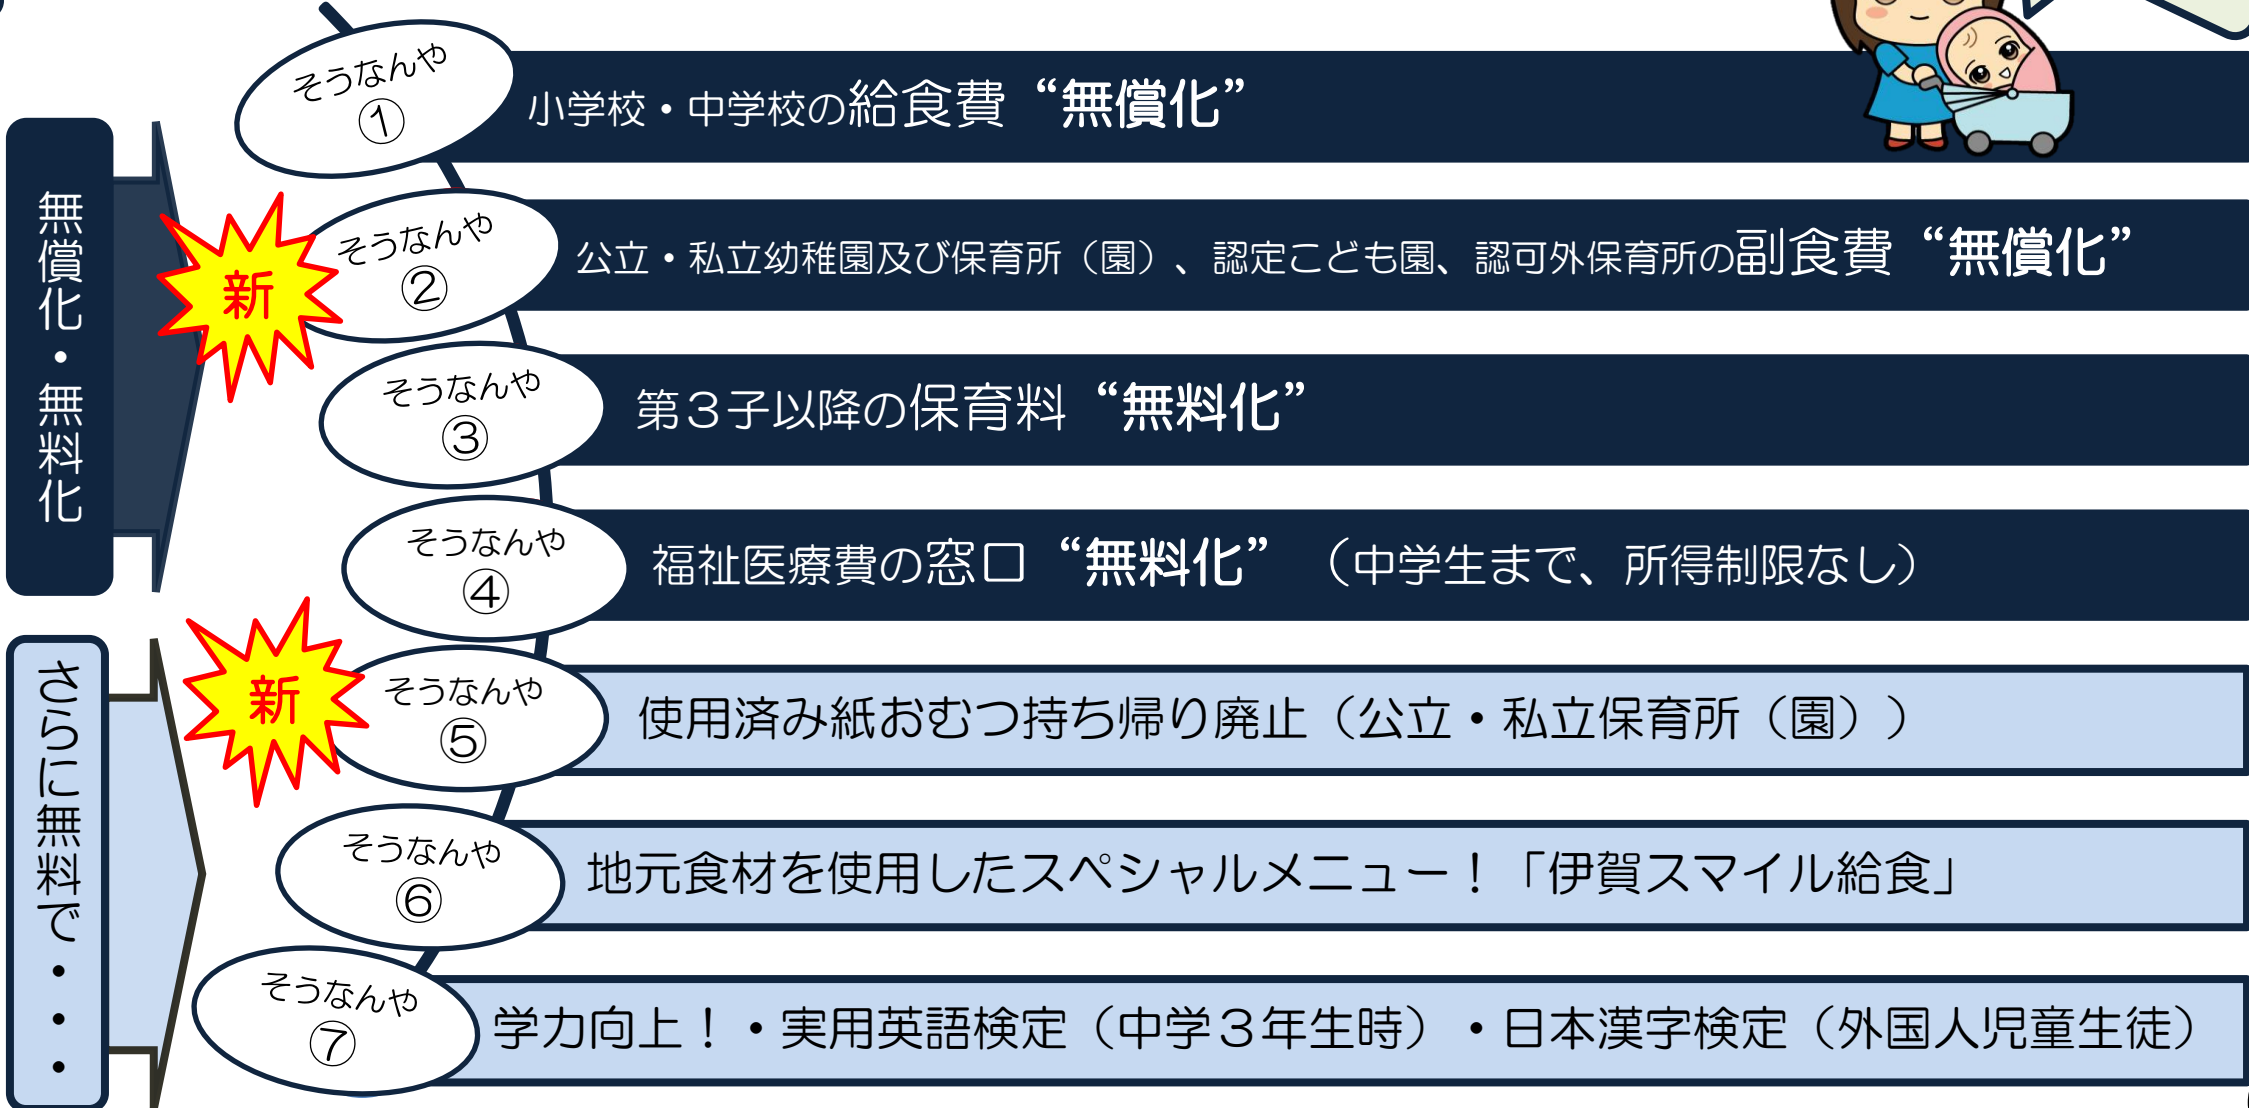 無償化・無料化
そうなんや
①
小学校・中学校の給食費“無償化”
新
そうなんや
②
公立・私立幼稚園及び保育所（園）、認定こども園、認可外保育所の副食費“無償化”
そうなんや
③
第３子以降の保育料“無料化”
そうなんや
④
福祉医療費の窓口“無料化”（中学生まで、所得制限なし）
さらに無料で・・・
新
そうなんや
⑤
使用済み紙おむつ持ち帰り廃止（公立・私立保育所（園））
そうなんや
⑥
地元食材を使用したスペシャルメニュー！「伊賀スマイル給食」
そうなんや
⑦
学力向上！・実用英語検定（中学３年生時）・日本漢字検定（外国人児童生徒）